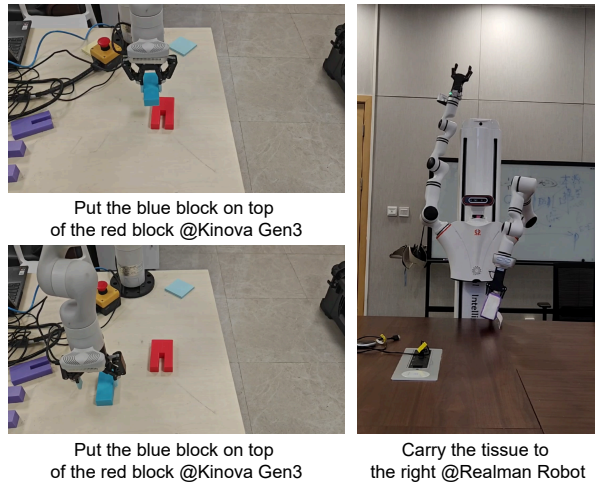 Put the blue block on top
of the red block @Kinova Gen3
Put the blue block on top
of the red block @Kinova Gen3
Intelli
Carry the tissue to
the right @Realman Robot